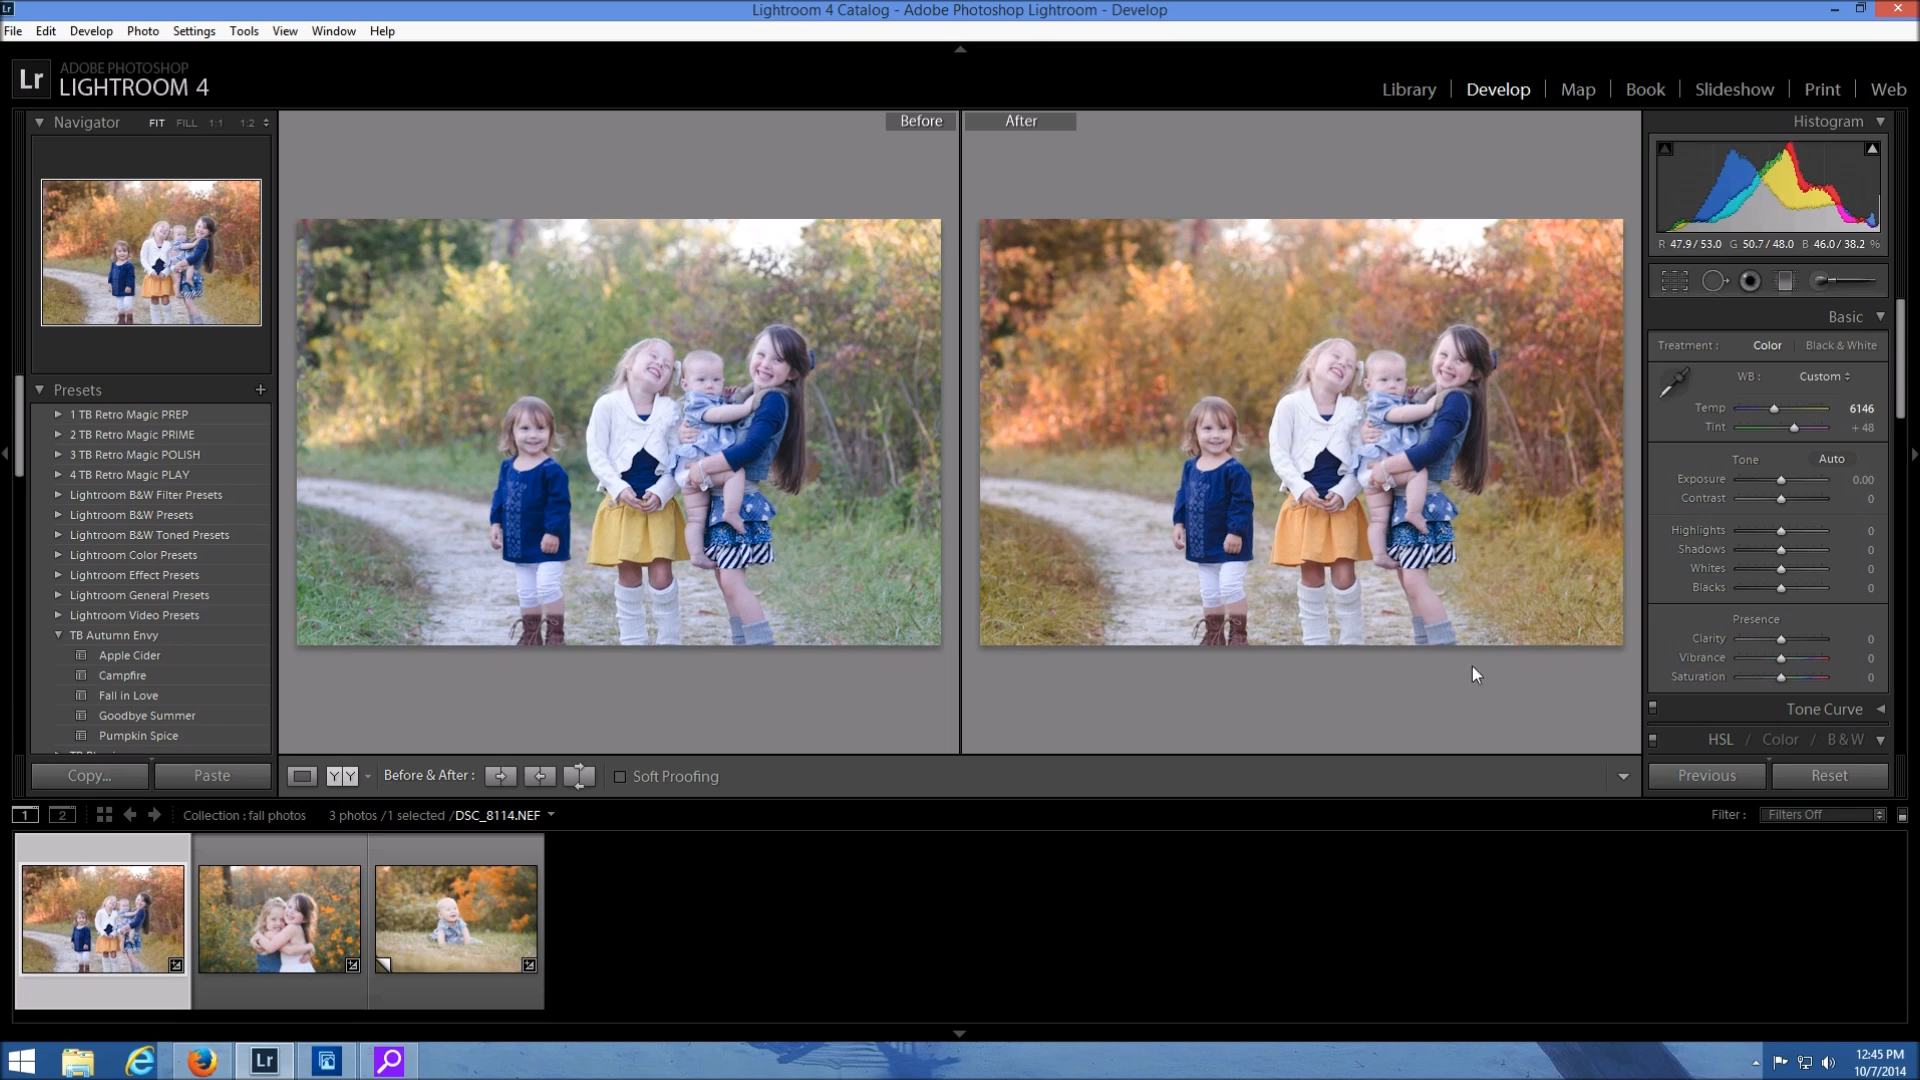 Lightroom 4 Catalog - Adobe Photoshop Lightroom - Develop
File Edit Develop Photo Settings Tools View Window Help
Lr ADOBE PHOTOSHOP
LIGHTROOM 4
Library | Develop | Map | Book | Slideshow | Print | Web
Navigator FIT FILL 1:1 1:2
Before
After
Histogram
R 47.9 / 53.0 G 50.7 / 48.0 B 46.0 / 38.2 %
Presets +
1 TB Retro Magic PREP
2 TB Retro Magic PRIME
3 TB Retro Magic POLISH
4 TB Retro Magic PLAY
Lightroom B&W Filter Presets
Lightroom B&W Presets
Lightroom B&W Toned Presets
Lightroom Color Presets
Lightroom Effect Presets
Lightroom General Presets
Lightroom Video Presets
TB Autumn Envy
Apple Cider
Campfire
Fall in Love
Goodbye Summer
Pumpkin Spice
Copy... Paste
Basic
Treatment : Color | Black & White
WB : Custom
Temp 6146
Tint + 48
Tone Auto
Exposure 0.00
Contrast 0
Highlights 0
Shadows 0
Whites 0
Blacks 0
Presence
Clarity 0
Vibrance 0
Saturation 0
Tone Curve
HSL / Color / B & W
Previous Reset
YY Before & After : Soft Proofing
1 2 Collection : fall photos 3 photos / 1 selected / DSC_8114.NEF
Filter : Filters Off
Lr
12:45 PM
10/7/2014